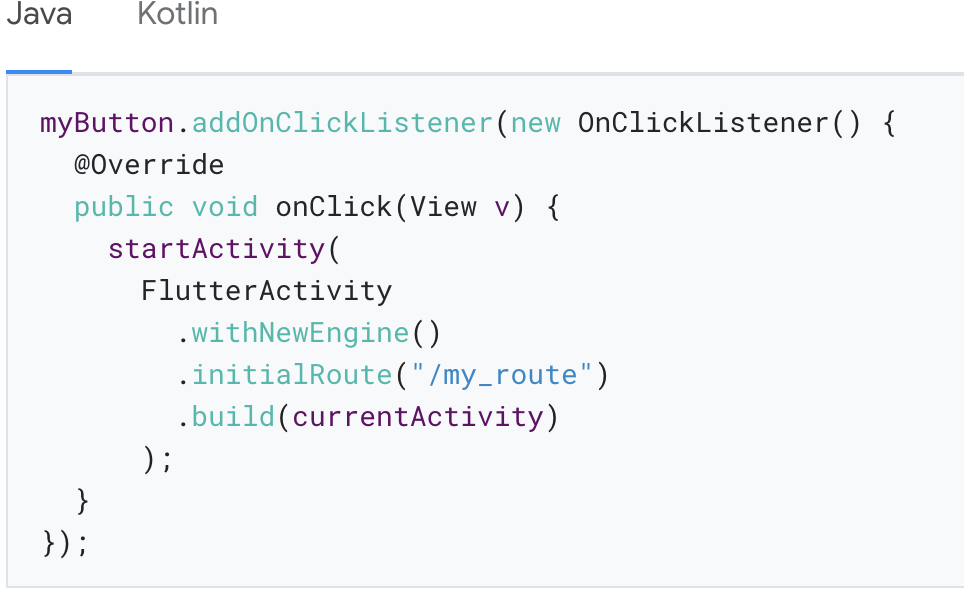 Java Kotlin
myButton.addOnClickListener(new OnClickListener() {
  @Override
  public void onClick(View v) {
    startActivity(
      FlutterActivity
        .withNewEngine()
        .initialRoute("/my_route")
        .build(currentActivity)
      );
  }
});